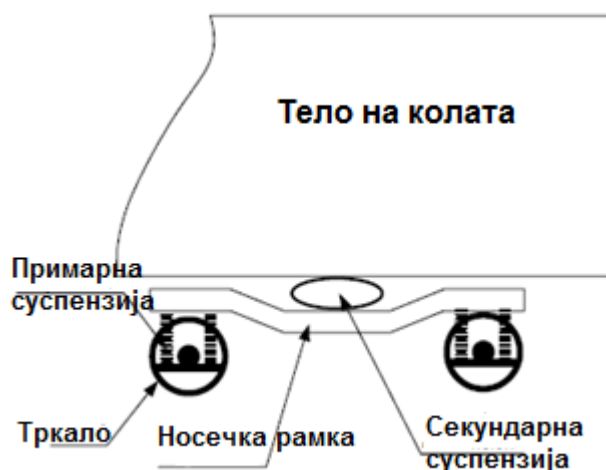 Тело на колата
Примарна
суспензија
Тркало
Носечка рамка
Секундарна
суспензија